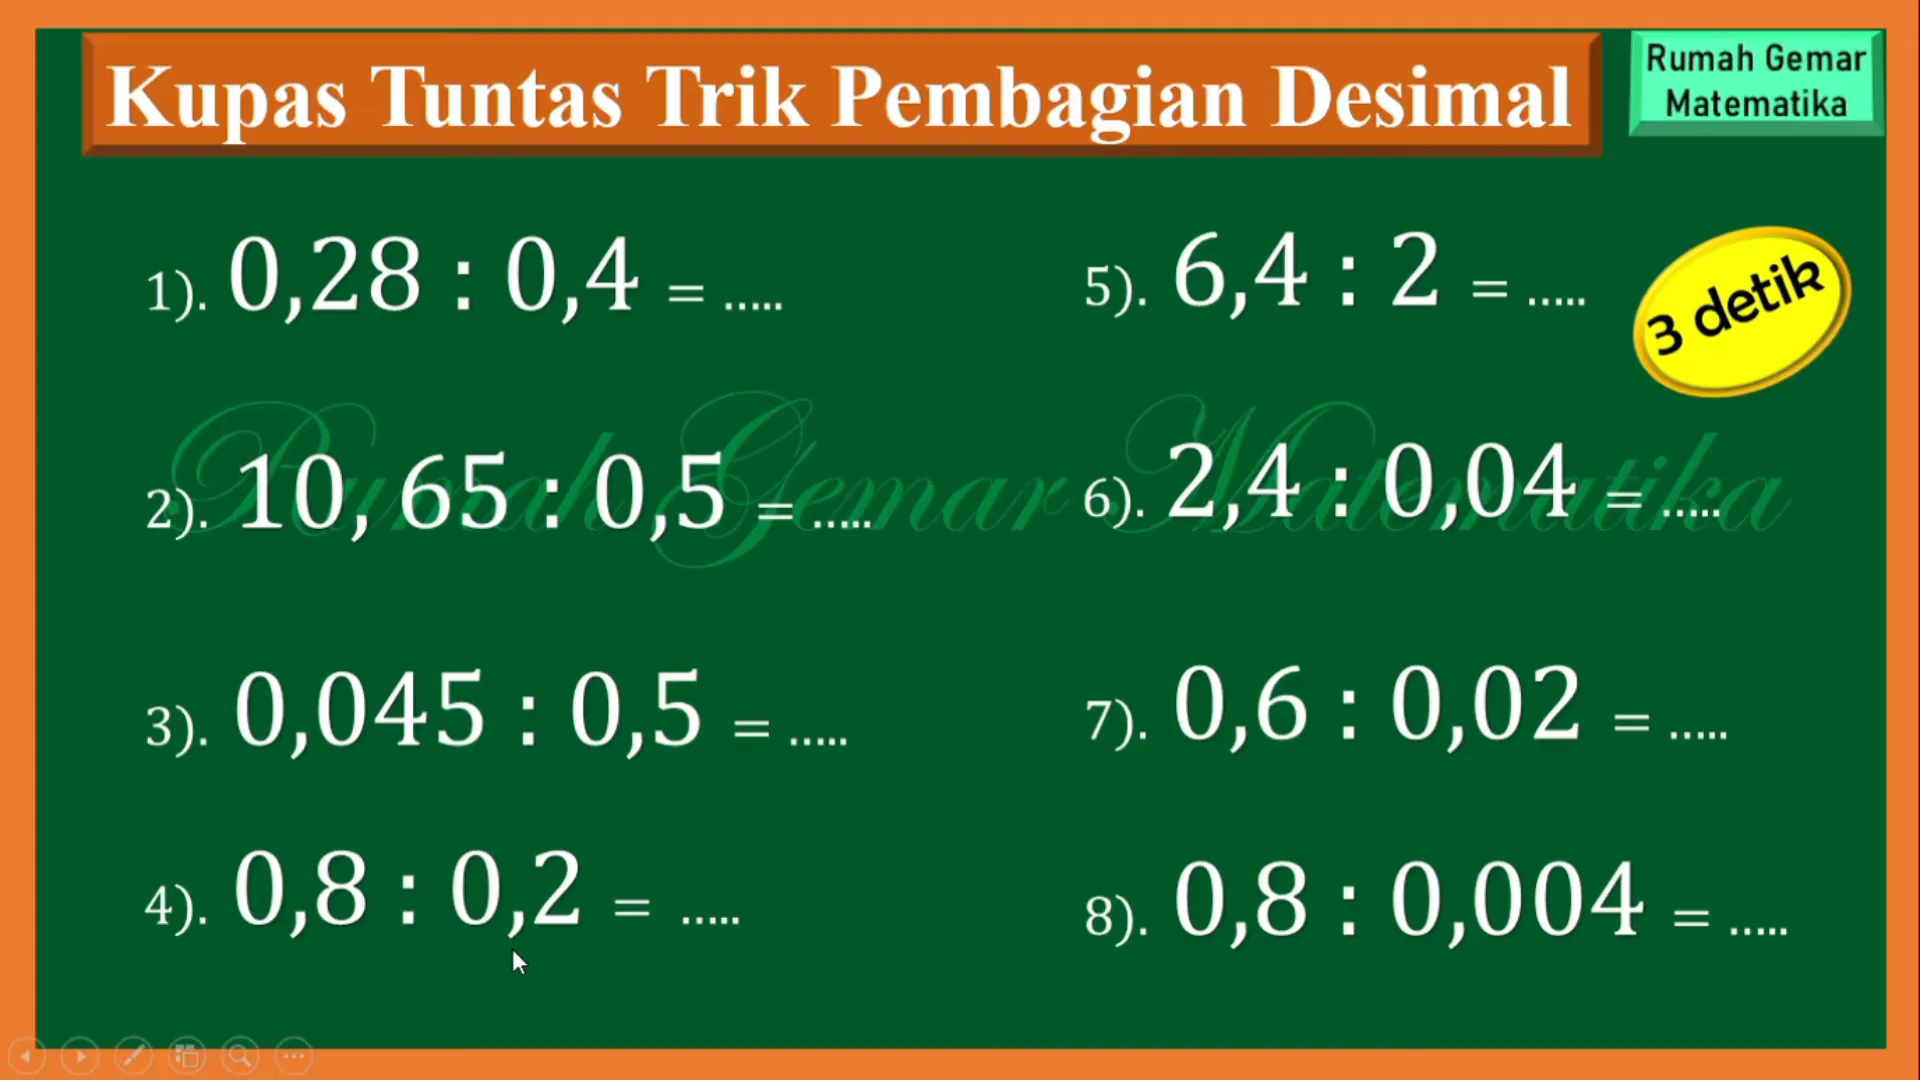 Kupas Tuntas Trik Pembagian Desimal
Rumah Gemar
Matematika
1). 0,28 : 0,4 = .....
2). 10, 65 : 0,5 = .....
3). 0,045 : 0,5 = .....
4). 0,8 : 0,2 = .....
5). 6,4 : 2 = .....
3 detik
6). 2,4 : 0,04 = .....
7). 0,6 : 0,02 = .....
8). 0,8 : 0,004 = .....
Rumah Gemar Matematika